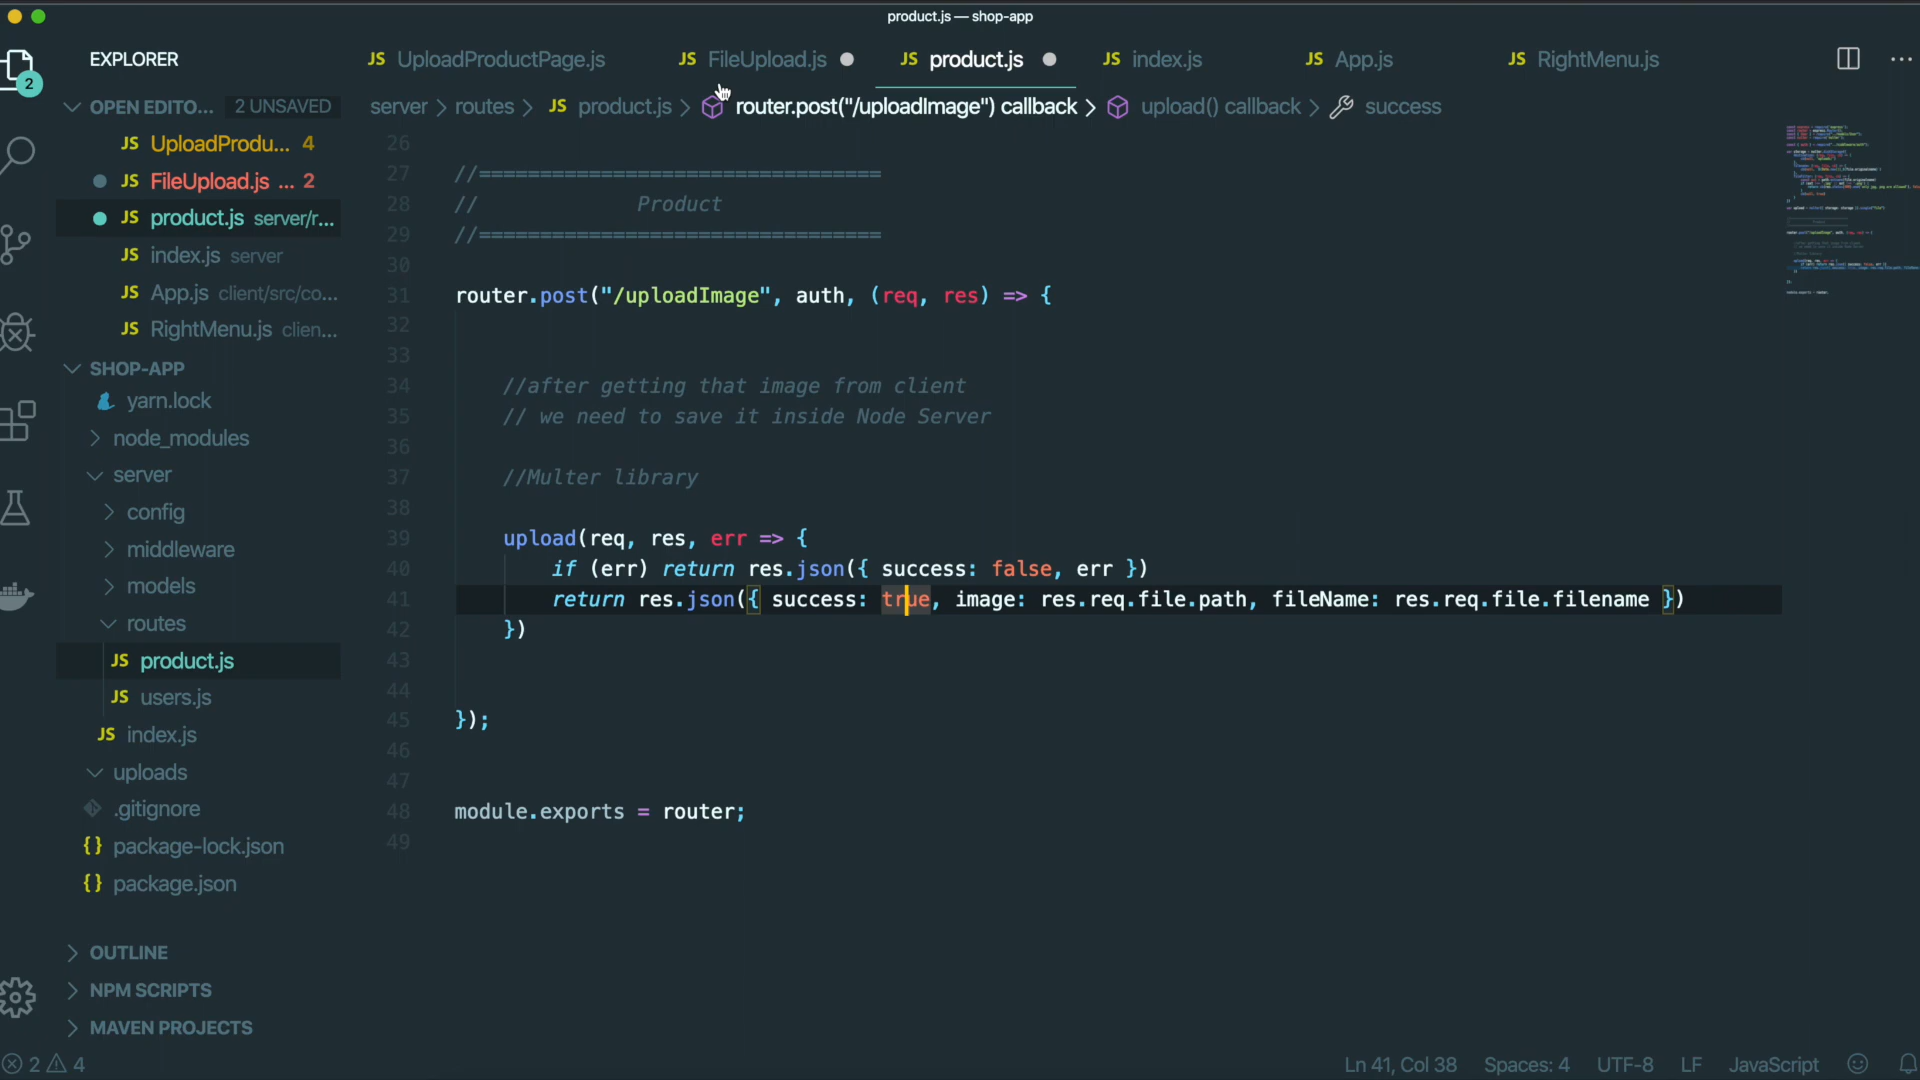 product.js — shop-app
EXPLORER
JS UploadProductPage.js
JS FileUpload.js
JS product.js
JS index.js
JS App.js
JS RightMenu.js
2
OPEN EDITO... 2 UNSAVED
server > routes > JS product.js > router.post("/uploadImage") callback > upload() callback > success
JS UploadProdu... 4
JS FileUpload.js ... 2
JS product.js server/r...
JS index.js server
JS App.js client/src/co...
JS RightMenu.js clien...
SHOP-APP
yarn.lock
node_modules
server
config
middleware
models
routes
JS product.js
JS users.js
JS index.js
uploads
.gitignore
{} package-lock.json
{} package.json
OUTLINE
NPM SCRIPTS
MAVEN PROJECTS
26
27 //=================================
28 // Product
29 //=================================
30
31 router.post("/uploadImage", auth, (req, res) => {
32
33
34 //after getting that image from client
35 // we need to save it inside Node Server
36
37 //Multer library
38
39 upload(req, res, err => {
40 if (err) return res.json({ success: false, err })
41 return res.json({ success: true, image: res.req.file.path, fileName: res.req.file.filename })
42 })
43
44
45 });
46
47
48 module.exports = router;
49
2 4
Ln 41, Col 38
Spaces: 4
UTF-8
LF
JavaScript